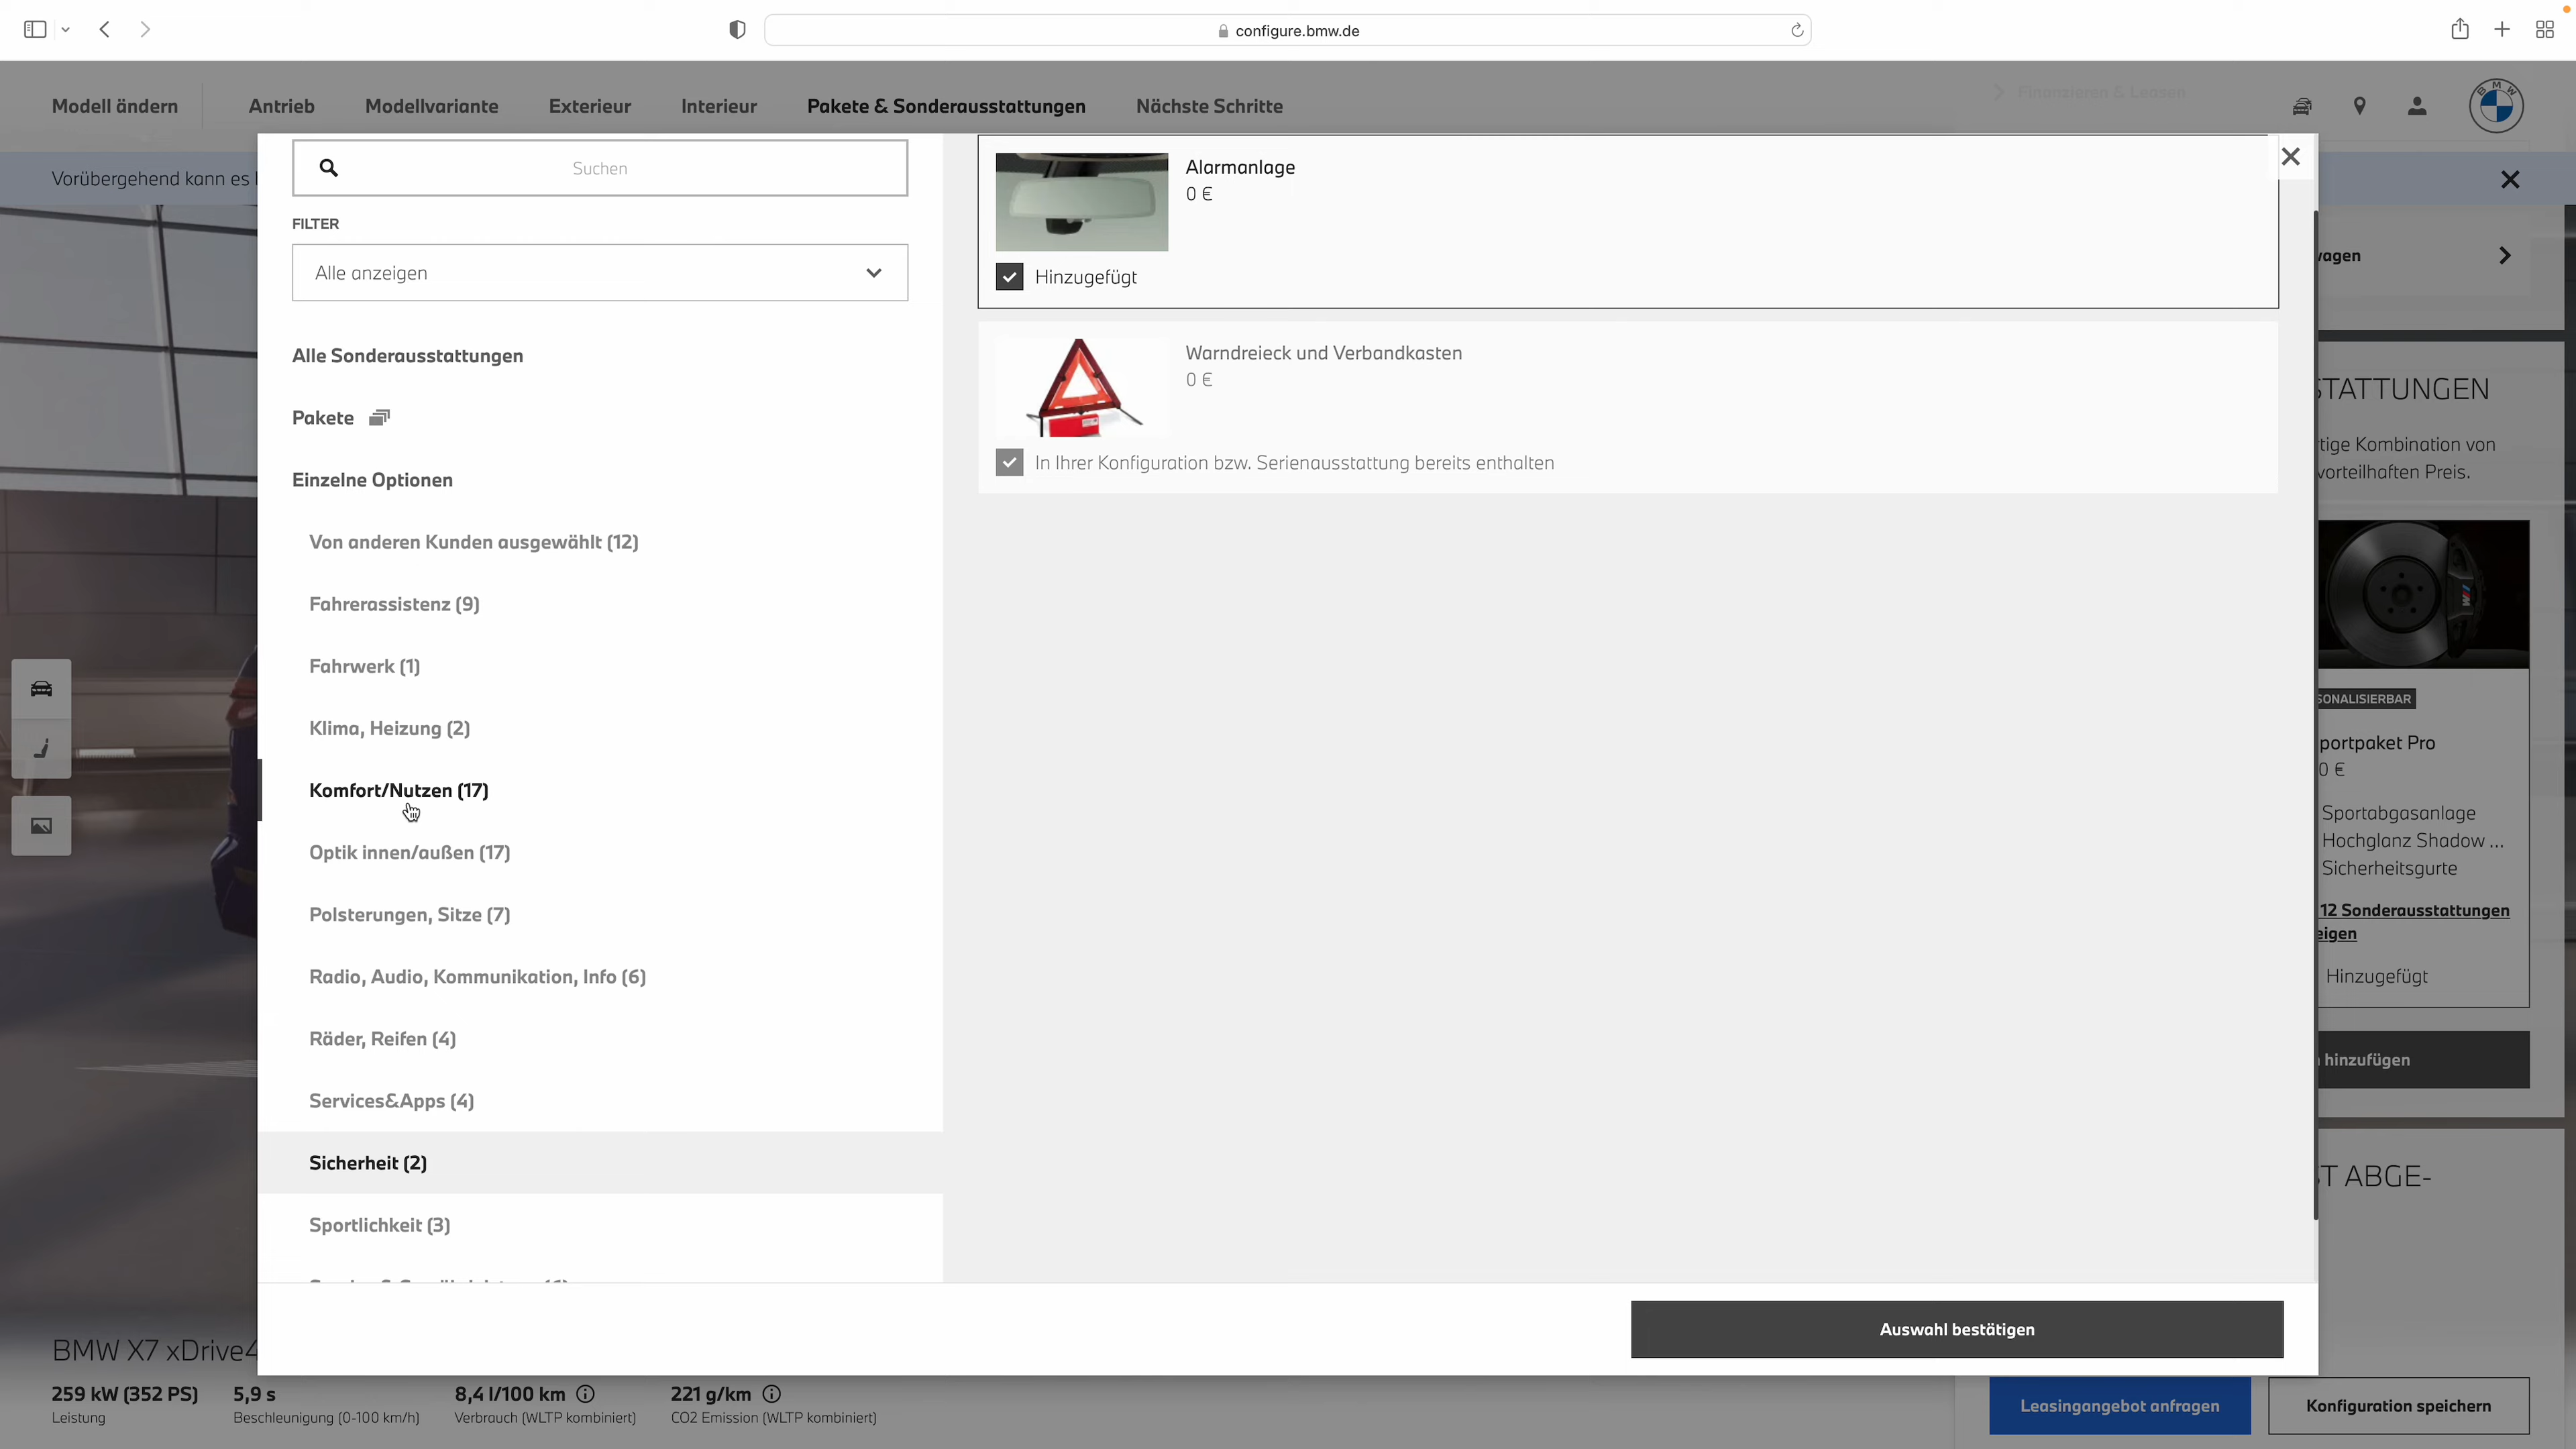 configure.bmw.de
Modell ändern
Antrieb
Modellvariante
Exterieur
Interieur
Pakete & Sonderausstattungen
Nächste Schritte
Finanzieren & Leasen
BMW
Vorübergehend kann es
Suchen
FILTER
Alle anzeigen
Alle Sonderausstattungen
Pakete
Einzelne Optionen
Von anderen Kunden ausgewählt (12)
Fahrerassistenz (9)
Fahrwerk (1)
Klima, Heizung (2)
Komfort/Nutzen (17)
Optik innen/außen (17)
Polsterungen, Sitze (7)
Radio, Audio, Kommunikation, Info (6)
Räder, Reifen (4)
Services&Apps (4)
Sicherheit (2)
Sportlichkeit (3)
Alarmanlage
0 €
Hinzugefügt
Warndreieck und Verbandkasten
0 €
In Ihrer Konfiguration bzw. Serienausstattung bereits enthalten
Auswahl bestätigen
vagen
STATTUNGEN
tige Kombination von
vorteilhaften Preis.
SONALISIERBAR
portpaket Pro
0 €
Sportabgasanlage
Hochglanz Shadow ...
Sicherheitsgurte
12 Sonderausstattungen
eigen
Hinzugefügt
hinzufügen
T ABGE-
BMW X7 xDrive4
259 kW (352 PS)
Leistung
5,9 s
Beschleunigung (0-100 km/h)
8,4 l/100 km
Verbrauch (WLTP kombiniert)
221 g/km
CO2 Emission (WLTP kombiniert)
Leasingangebot anfragen
Konfiguration speichern